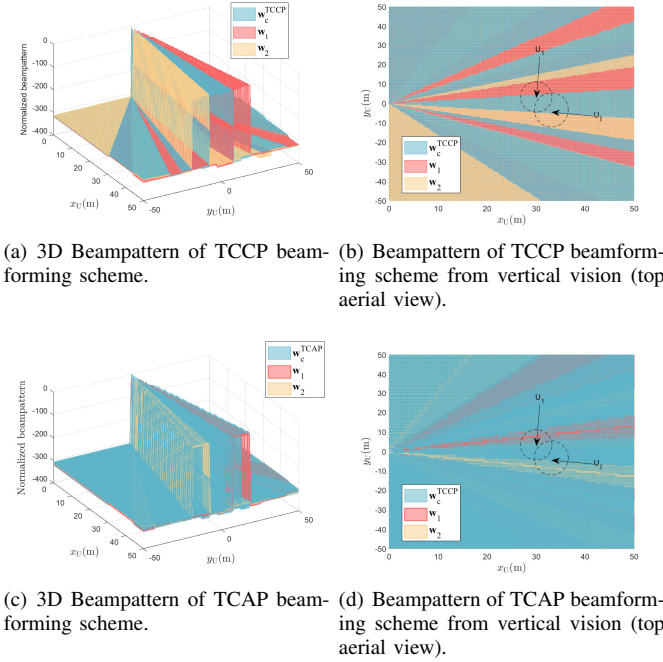 Normalized beampattern
0
-100
-200
-300
-400
0
10
20
30
40
50
x_U(m)
-50
0
50
y_U(m)
w_c^TCCP
w_1
w_2
50
40
30
20
10
0
-10
-20
-30
-40
-50
y_U(m)
0
10
20
30
40
50
x_U(m)
U_1
U_2
w_c^TCCP
w_1
w_2
(a) 3D Beampattern of TCCP beam-
forming scheme.
(b) Beampattern of TCCP beamform-
ing scheme from vertical vision (top
aerial view).
Normalized beampattern
0
-100
-200
-300
-400
0
10
20
30
40
50
x_U(m)
-50
0
50
y_U(m)
w_c^TCAP
w_1
w_2
50
40
30
20
10
0
-10
-20
-30
-40
-50
y_U(m)
0
10
20
30
40
50
x_U(m)
U_1
U_2
w_c^TCCP
w_1
w_2
(c) 3D Beampattern of TCAP beam-
forming scheme.
(d) Beampattern of TCAP beamform-
ing scheme from vertical vision (top
aerial view).